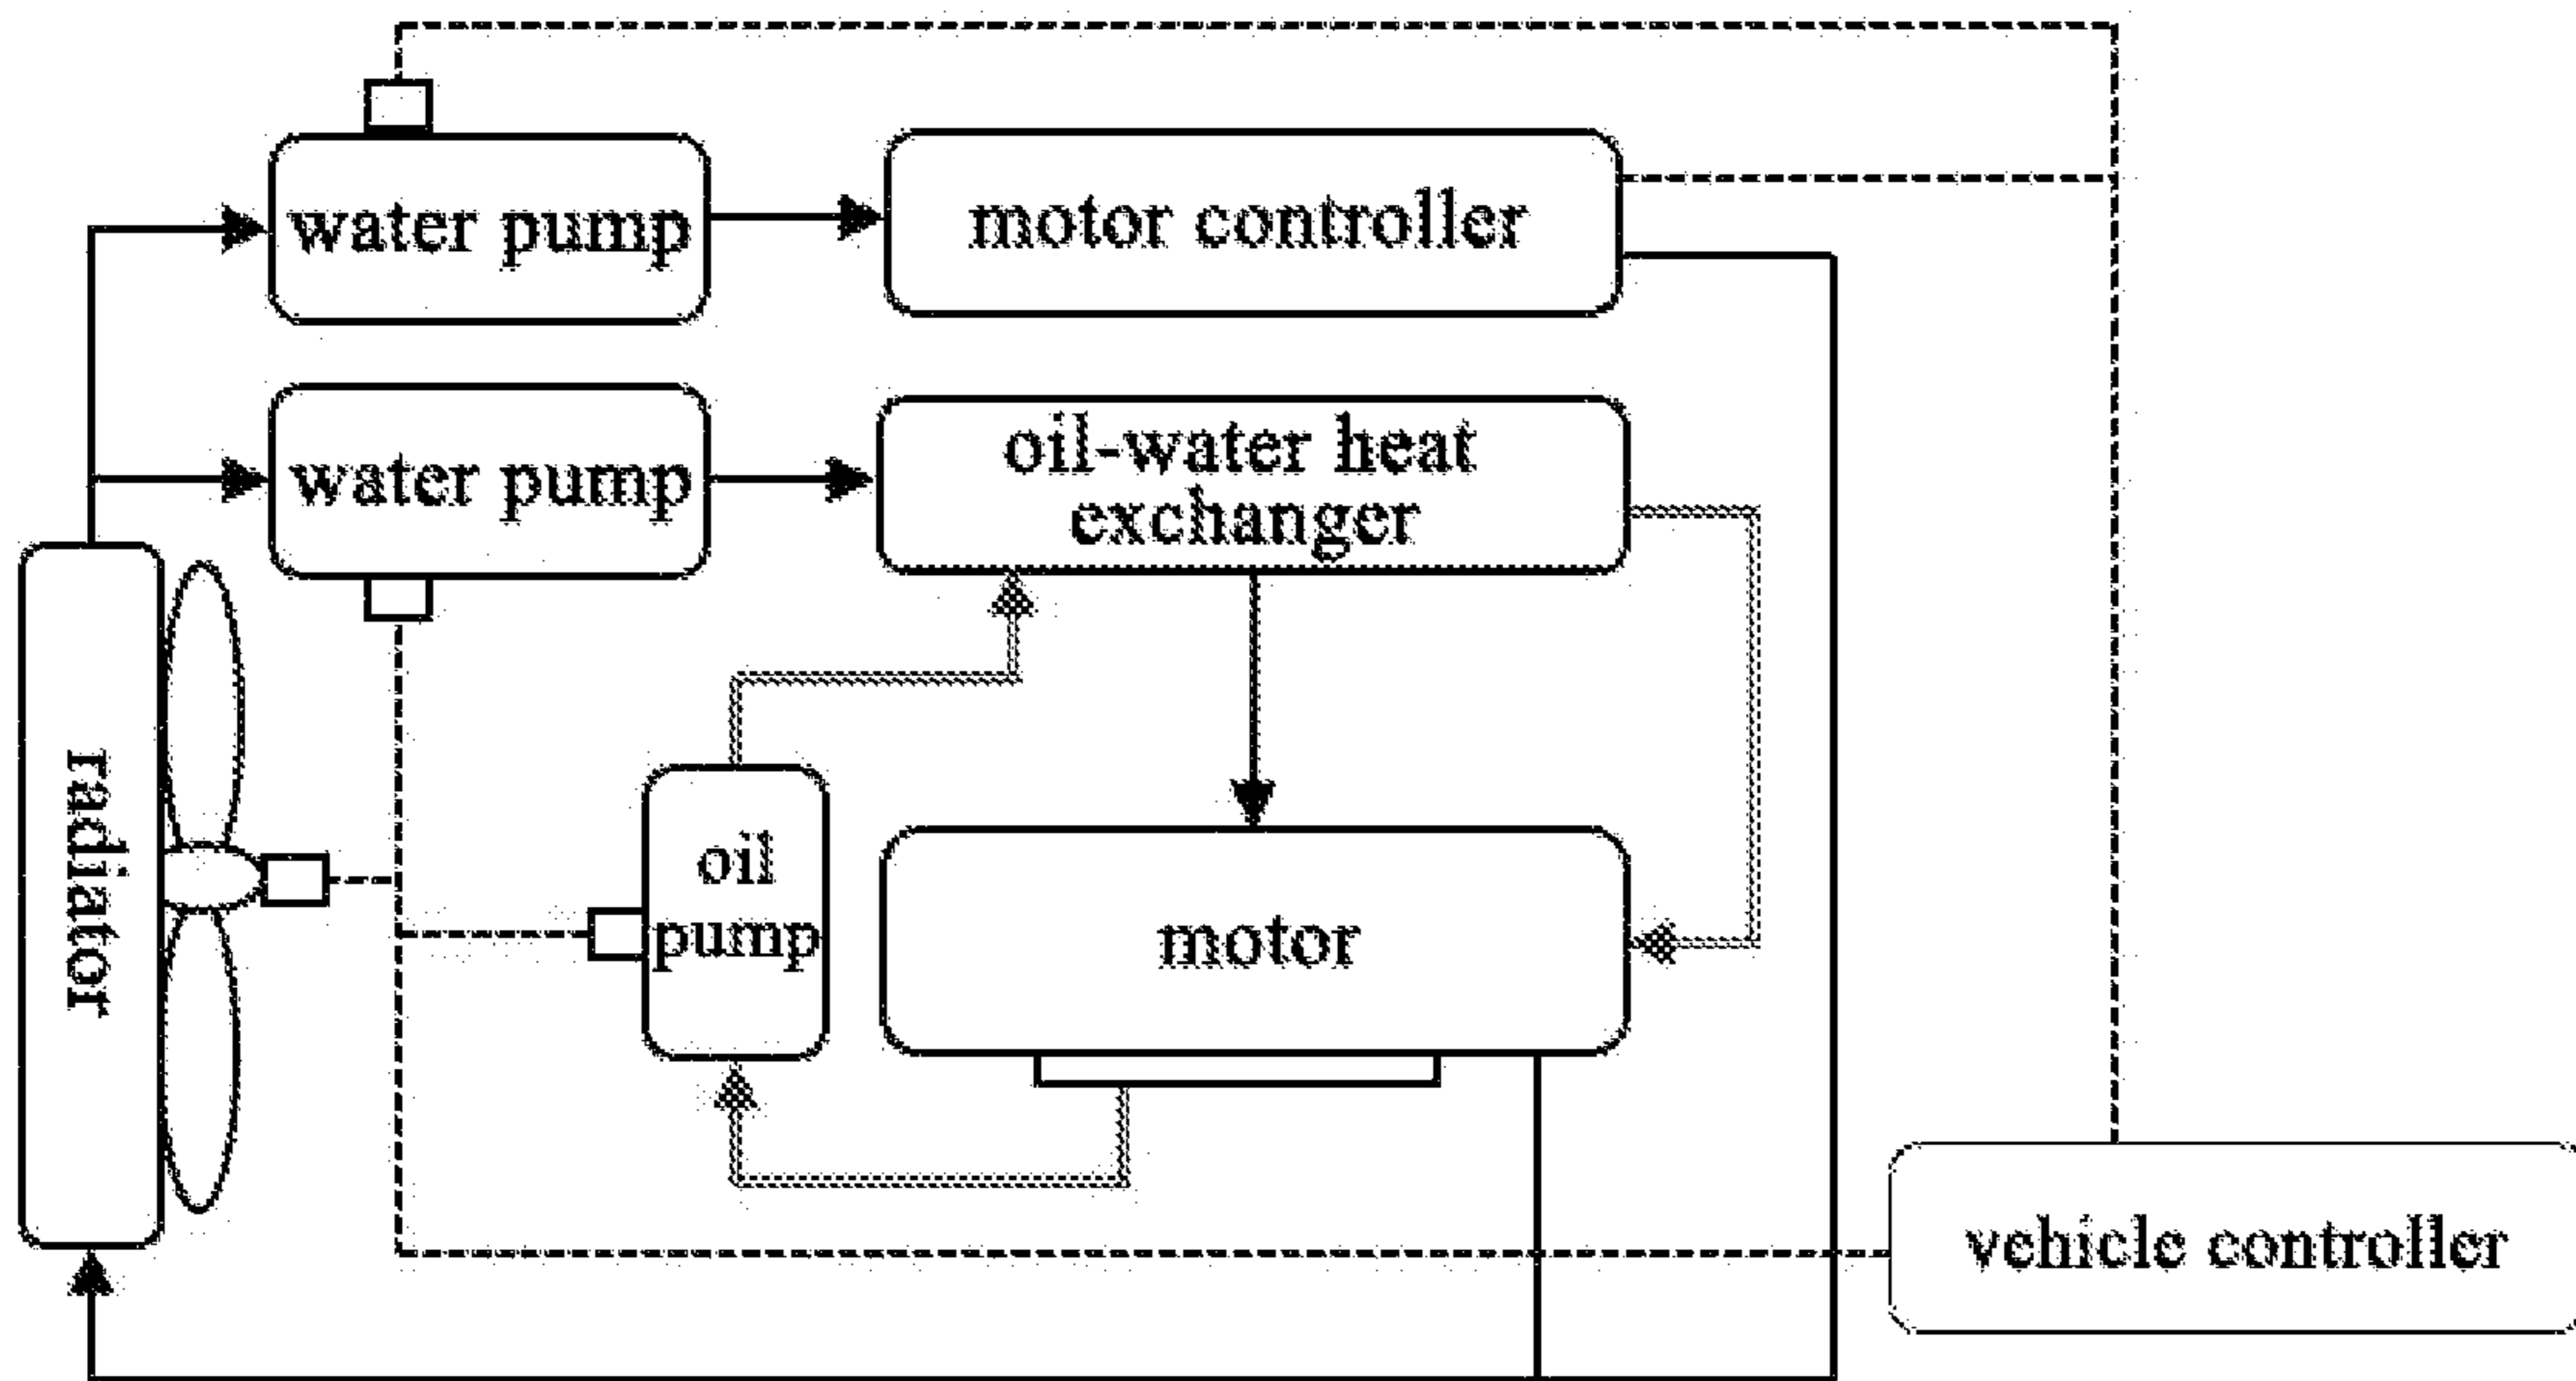 water pump
motor controller
water pump
oil-water heat
exchanger
radiator
oil
pump
motor
vehicle controller